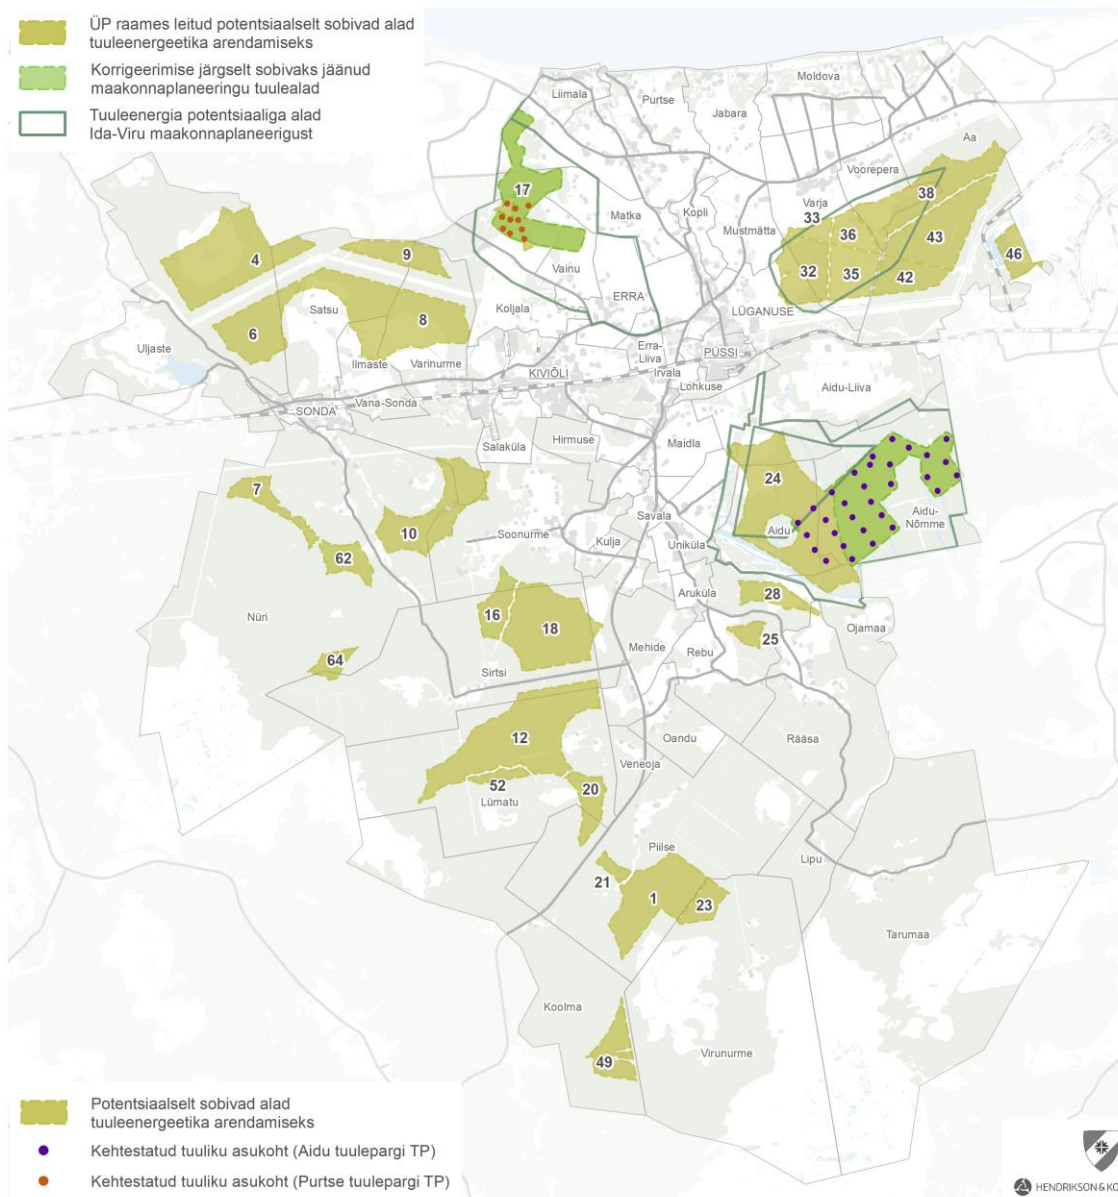 ÜP raames leitud potentsiaalselt sobivad alad
tuuleenergeetika arendamiseks
Korrigeerimise järgselt sobivaks jäänud
maakonnaplaneeringu tuulealad
Tuuleenergia potentsiaaliga alad
Ida-Viru maakonnaplaneerigust
Liimala
Purtse
Moldova
Jabara
Aa
Voorepera
17
38
Varja
Matka
Kopli
33
36
Mustmätta
43
4
9
46
Vainu
32
35
42
ERRA
Satsu
Koljala
LÜGANUSE
6
8
Uljaste
Ilmaste
Varinurme
Erra-
Liiva
PÜSSI
KIVIÕLI
Irvala
Lohkuse
Aidu-Liiva
Vana-Sonda
SONDA
Salaküla
Hirmuse
Maidla
7
24
Savala
Aidu-
Nõmme
10
Soonurme
Kulja
Uniküla
Aidu
62
Aruküla
28
Nüri
16
18
Ojamaa
25
Mehide
Rebu
64
Sirtsi
12
Oandu
Rääsa
Veneoja
52
20
Lümatu
Piilse
Lipu
21
1
23
Tarumaa
Koolma
Virunurme
49
Potentsiaalselt sobivad alad
tuuleenergeetika arendamiseks
Kehtestatud tuuliku asukoht (Aidu tuulepargi TP)
Kehtestatud tuuliku asukoht (Purtse tuulepargi TP)
HENDRIKSON & KO